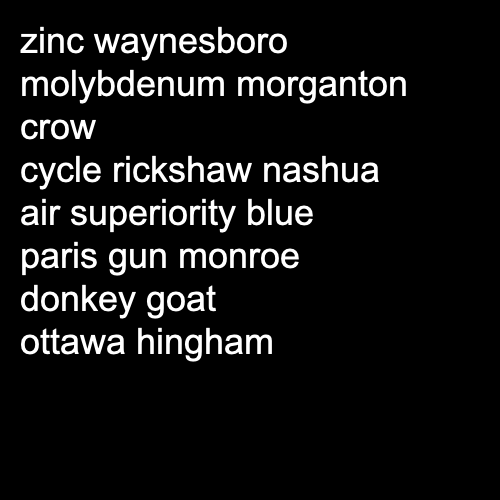 zinc waynesboro
molybdenum morganton
crow
cycle rickshaw nashua
air superiority blue
paris gun monroe
donkey goat
ottawa hingham